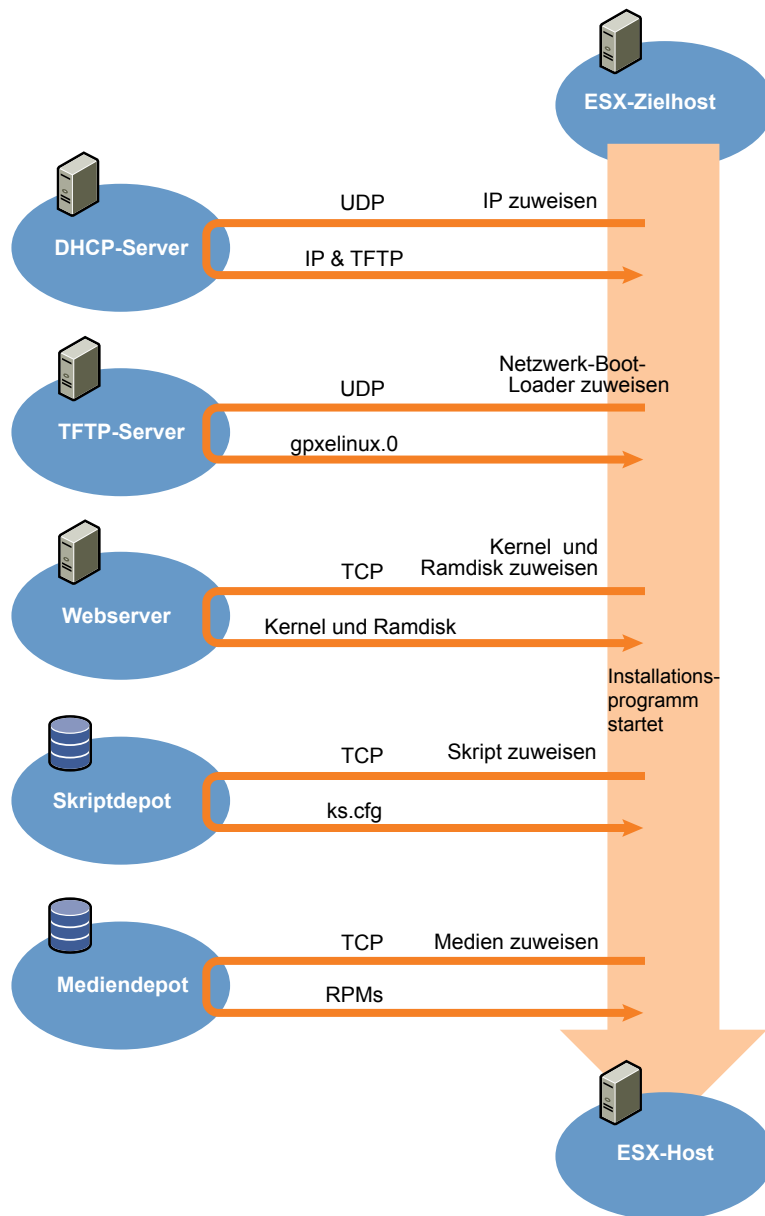 ESX-Zielhost
UDP
IP zuweisen
DHCP-Server
IP & TFTP
Netzwerk-Boot-
Loader zuweisen
UDP
TFTP-Server
gpxelinux.0
Kernel und
Ramdisk zuweisen
TCP
Webserver
Kernel und Ramdisk
Installations-
programm
startet
TCP
Skript zuweisen
Skriptdepot
ks.cfg
TCP
Medien zuweisen
Mediendepot
RPMs
ESX-Host